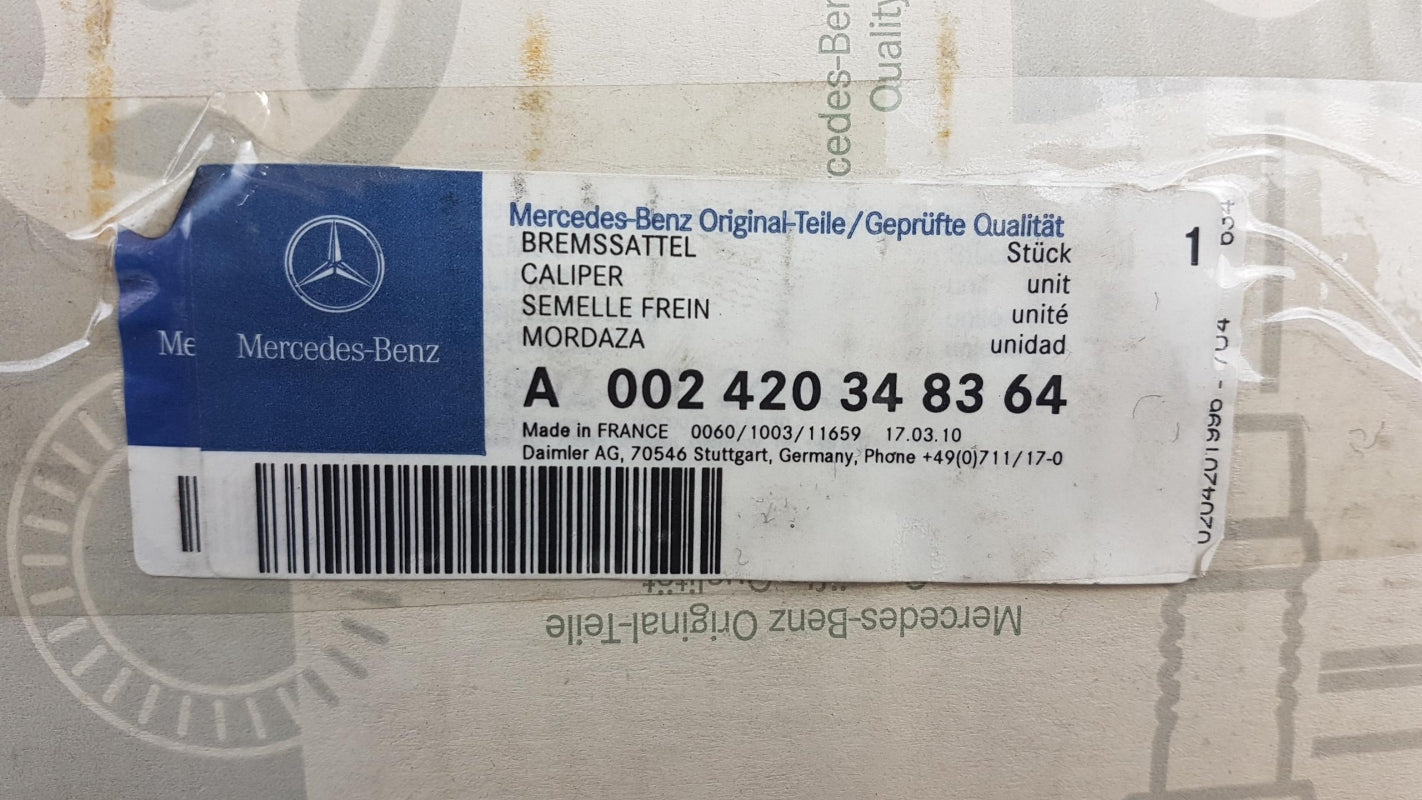 Quality
Mercedes-Benz Original-Teile/Geprüfte Qualität
BREMSSATTEL Stück 1
CALIPER unit
SEMELLE FREIN unité
MORDAZA unidad
Me Mercedes-Benz
A 002 420 34 83 64
Made in FRANCE 0060/1003/11659 17.03.10
Daimler AG, 70546 Stuttgart, Germany, Phone +49(0)711/17-0
Mercedes-Benz Original-Teile